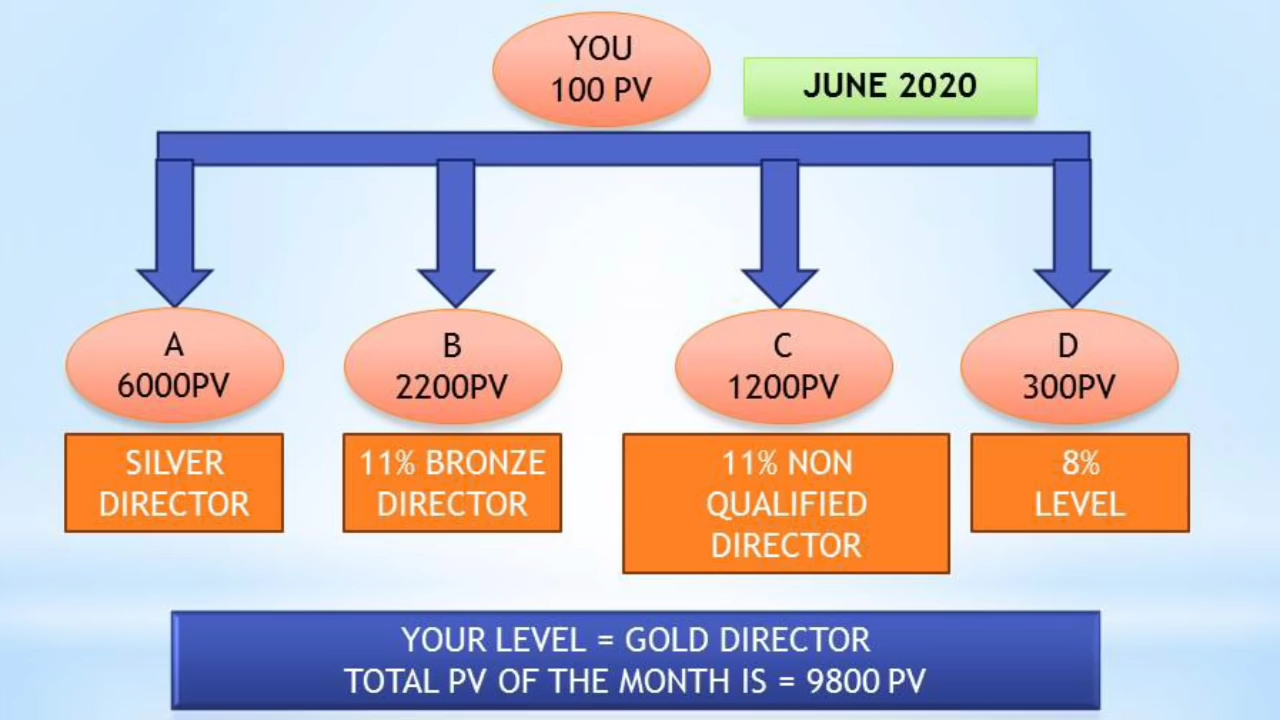 YOU
100 PV
JUNE 2020
A
6000PV
B
2200PV
C
1200PV
D
300PV
SILVER
DIRECTOR
11% BRONZE
DIRECTOR
11% NON
QUALIFIED
DIRECTOR
8%
LEVEL
YOUR LEVEL = GOLD DIRECTOR
TOTAL PV OF THE MONTH IS = 9800 PV